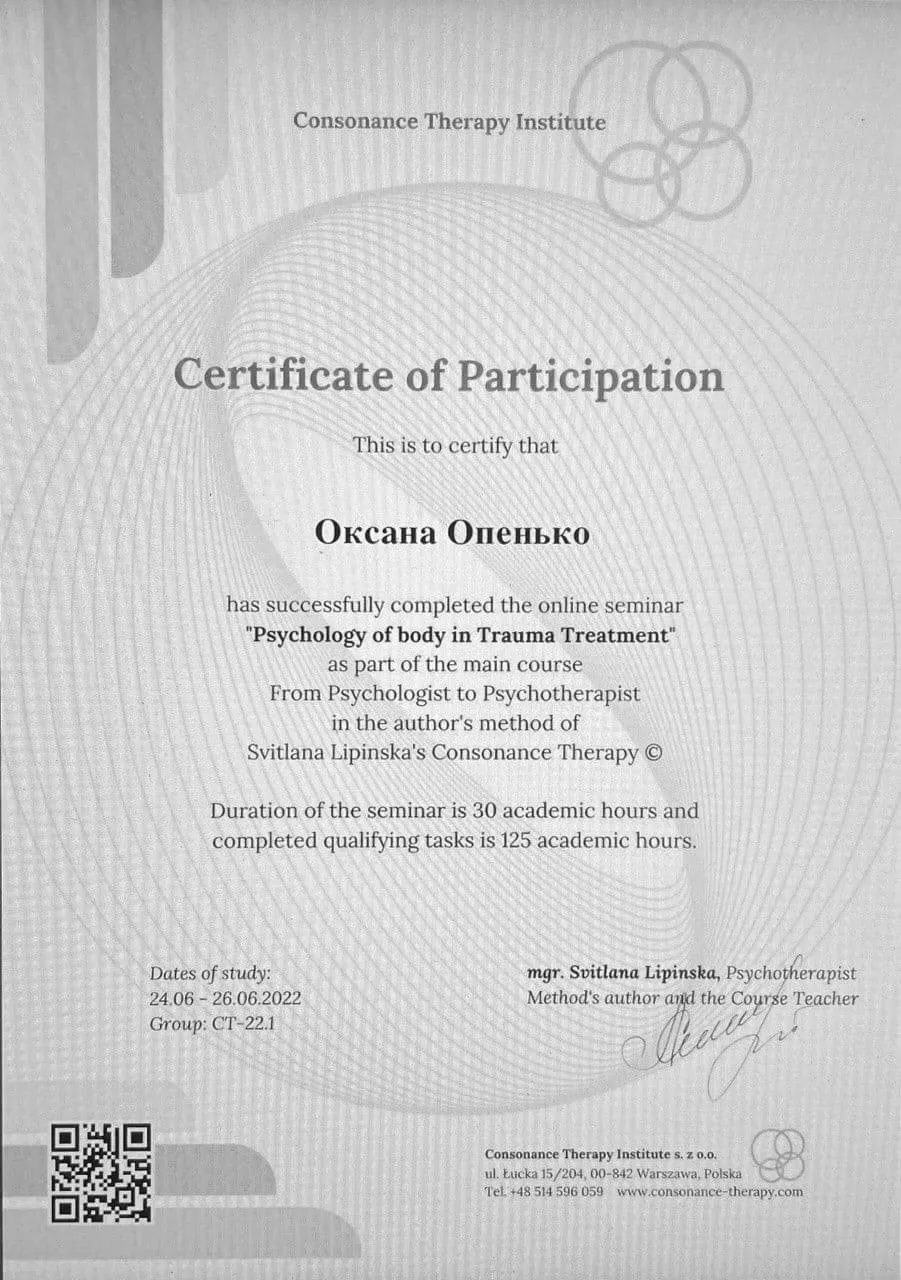 Consonance Therapy Institute
Certificate of Participation
This is to certify that
Оксана Опенько
has successfully completed the online seminar
"Psychology of body in Trauma Treatment"
as part of the main course
From Psychologist to Psychotherapist
in the author's method of
Svitlana Lipinska's Consonance Therapy ©
Duration of the seminar is 30 academic hours and
completed qualifying tasks is 125 academic hours.
Dates of study:
24.06 - 26.06.2022
Group: CT-22.1
mgr. Svitlana Lipinska, Psychotherapist
Method's author and the Course Teacher
Consonance Therapy Institute s. z o.o.
ul. Łucka 15/204, 00-842 Warszawa, Polska
Tel. +48 514 596 059 www.consonance-therapy.com